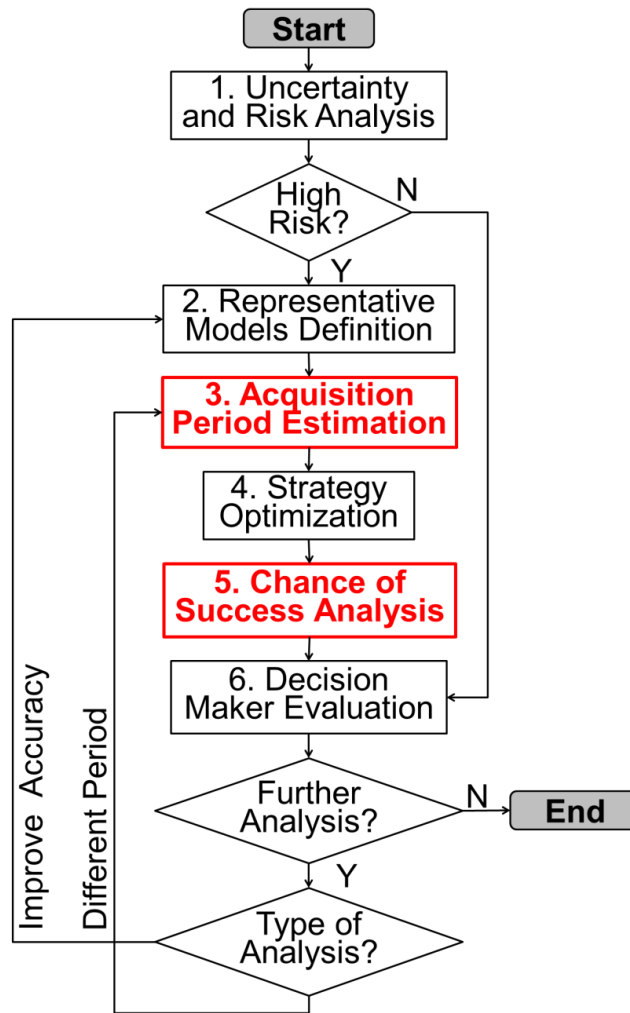 Start
1. Uncertainty
and Risk Analysis
High
Risk?
N
Y
2. Representative
Models Definition
3. Acquisition
Period Estimation
4. Strategy
Optimization
5. Chance of
Success Analysis
6. Decision
Maker Evaluation
Further
Analysis?
N
End
Y
Type of
Analysis?
Improve Accuracy
Different Period